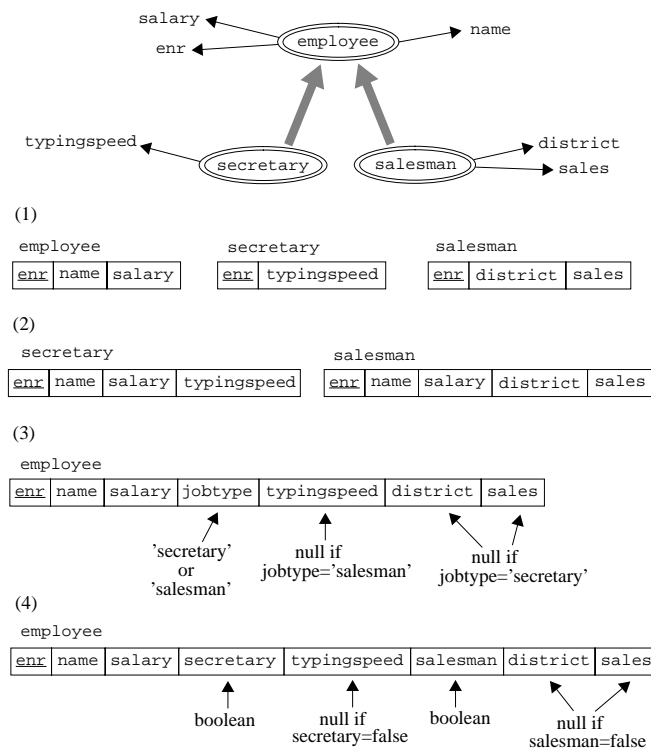 salary
employee
name
enr
typingspeed
secretary
salesman
district
sales
(1)
employee
secretary
salesman
enr name salary
enr typingspeed
enr district sales
(2)
secretary
salesman
enr name salary typingspeed
enr name salary district sales
(3)
employee
enr name salary jobtype typingspeed district sales
’secretary’
or
’salesman’
null if
jobtype=’salesman’
null if
jobtype=’secretary’
(4)
employee
enr name salary secretary typingspeed salesman district sales
boolean
null if
secretary=false
boolean
null if
salesman=false